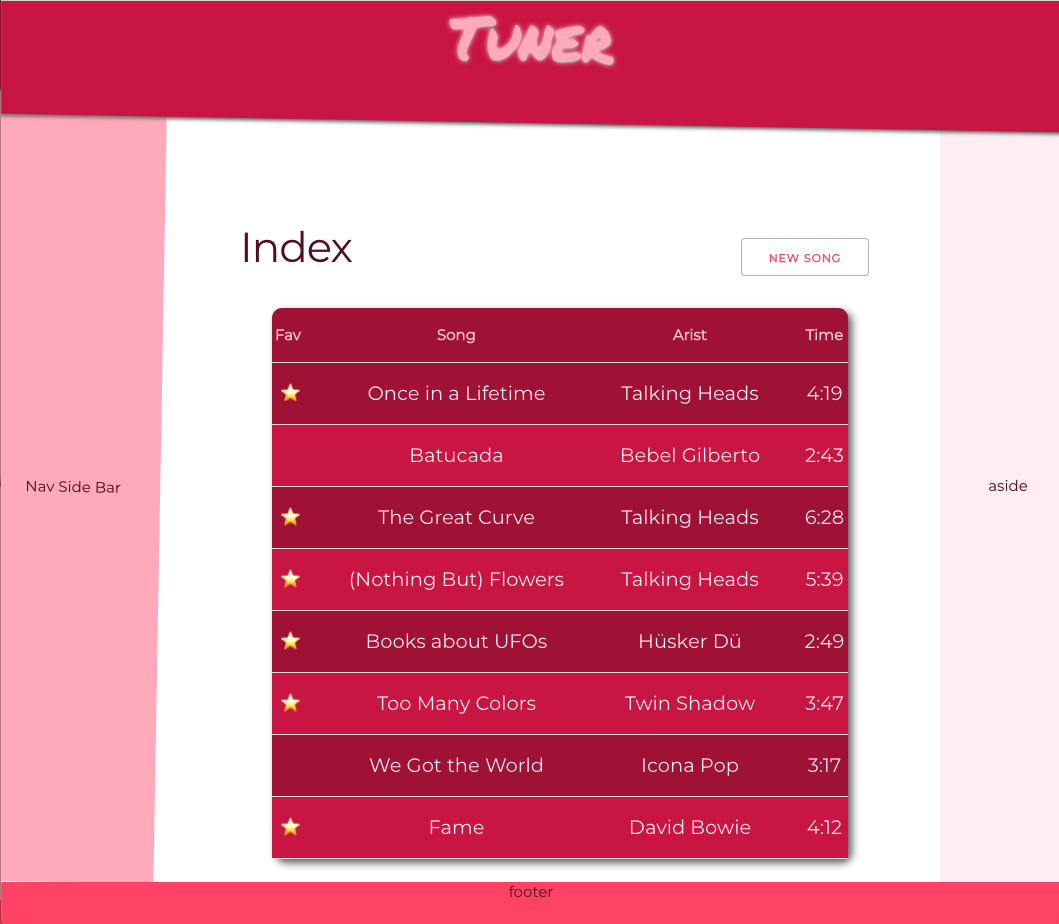 Tuner
Index
NEW SONG
Fav Song Arist Time
⭐ Once in a Lifetime Talking Heads 4:19
Batucada Bebel Gilberto 2:43
⭐ The Great Curve Talking Heads 6:28
⭐ (Nothing But) Flowers Talking Heads 5:39
⭐ Books about UFOs Hüsker Dü 2:49
⭐ Too Many Colors Twin Shadow 3:47
We Got the World Icona Pop 3:17
⭐ Fame David Bowie 4:12
Nav Side Bar
aside
footer